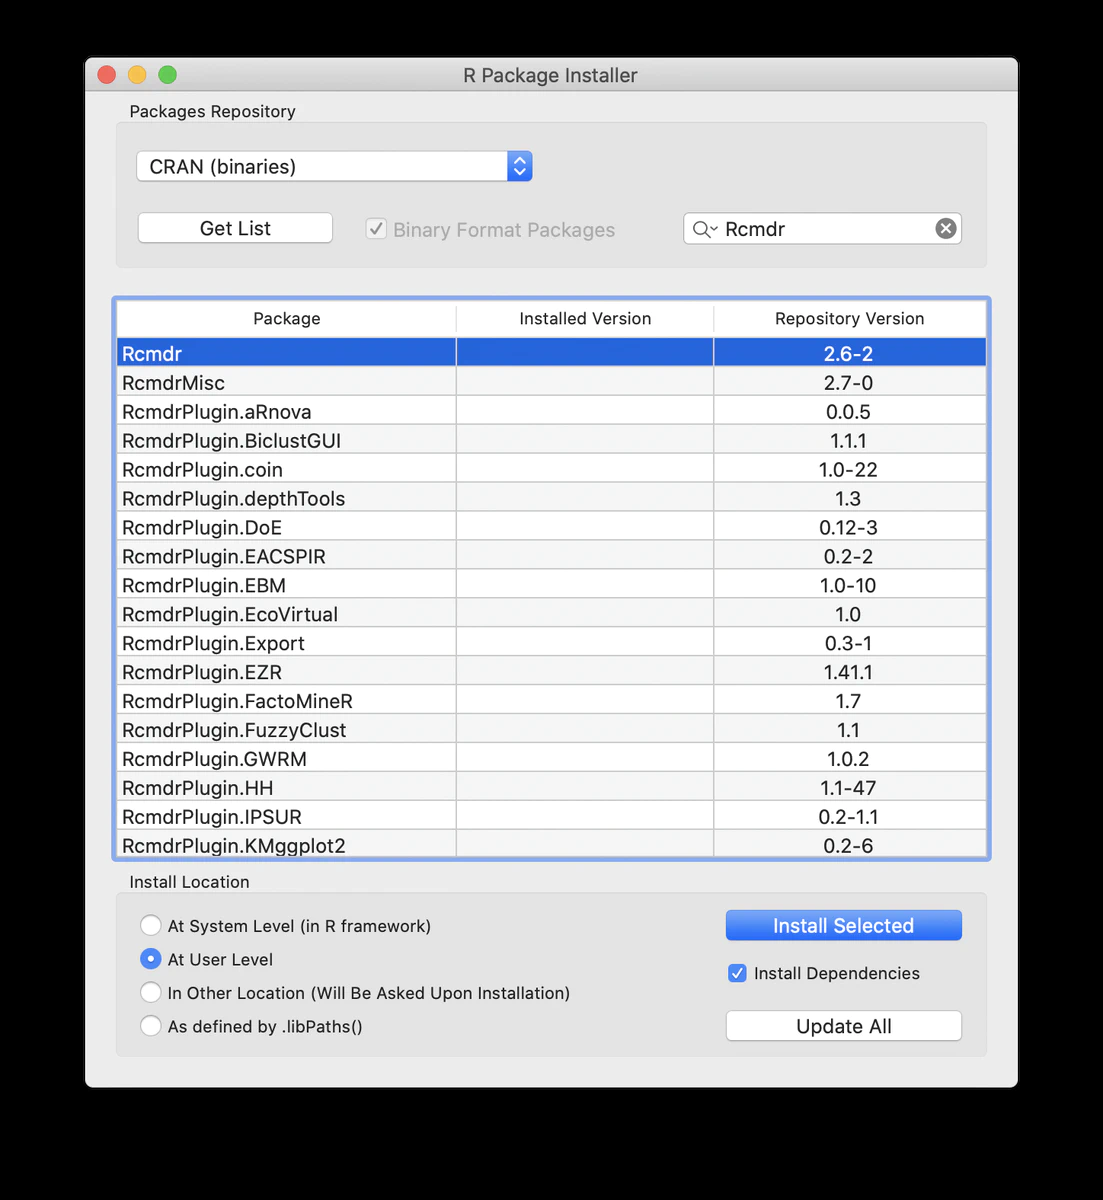 R Package Installer
Packages Repository
CRAN (binaries)
Get List Binary Format Packages Rcmdr
Package Installed Version Repository Version
Rcmdr 2.6-2
RcmdrMisc 2.7-0
RcmdrPlugin.aRnova 0.0.5
RcmdrPlugin.BiclustGUI 1.1.1
RcmdrPlugin.coin 1.0-22
RcmdrPlugin.depthTools 1.3
RcmdrPlugin.DoE 0.12-3
RcmdrPlugin.EACSPIR 0.2-2
RcmdrPlugin.EBM 1.0-10
RcmdrPlugin.EcoVirtual 1.0
RcmdrPlugin.Export 0.3-1
RcmdrPlugin.EZR 1.41.1
RcmdrPlugin.FactoMineR 1.7
RcmdrPlugin.FuzzyClust 1.1
RcmdrPlugin.GWRM 1.0.2
RcmdrPlugin.HH 1.1-47
RcmdrPlugin.IPSUR 0.2-1.1
RcmdrPlugin.KMggplot2 0.2-6
Install Location
At System Level (in R framework) Install Selected
At User Level Install Dependencies
In Other Location (Will Be Asked Upon Installation)
As defined by .libPaths() Update All